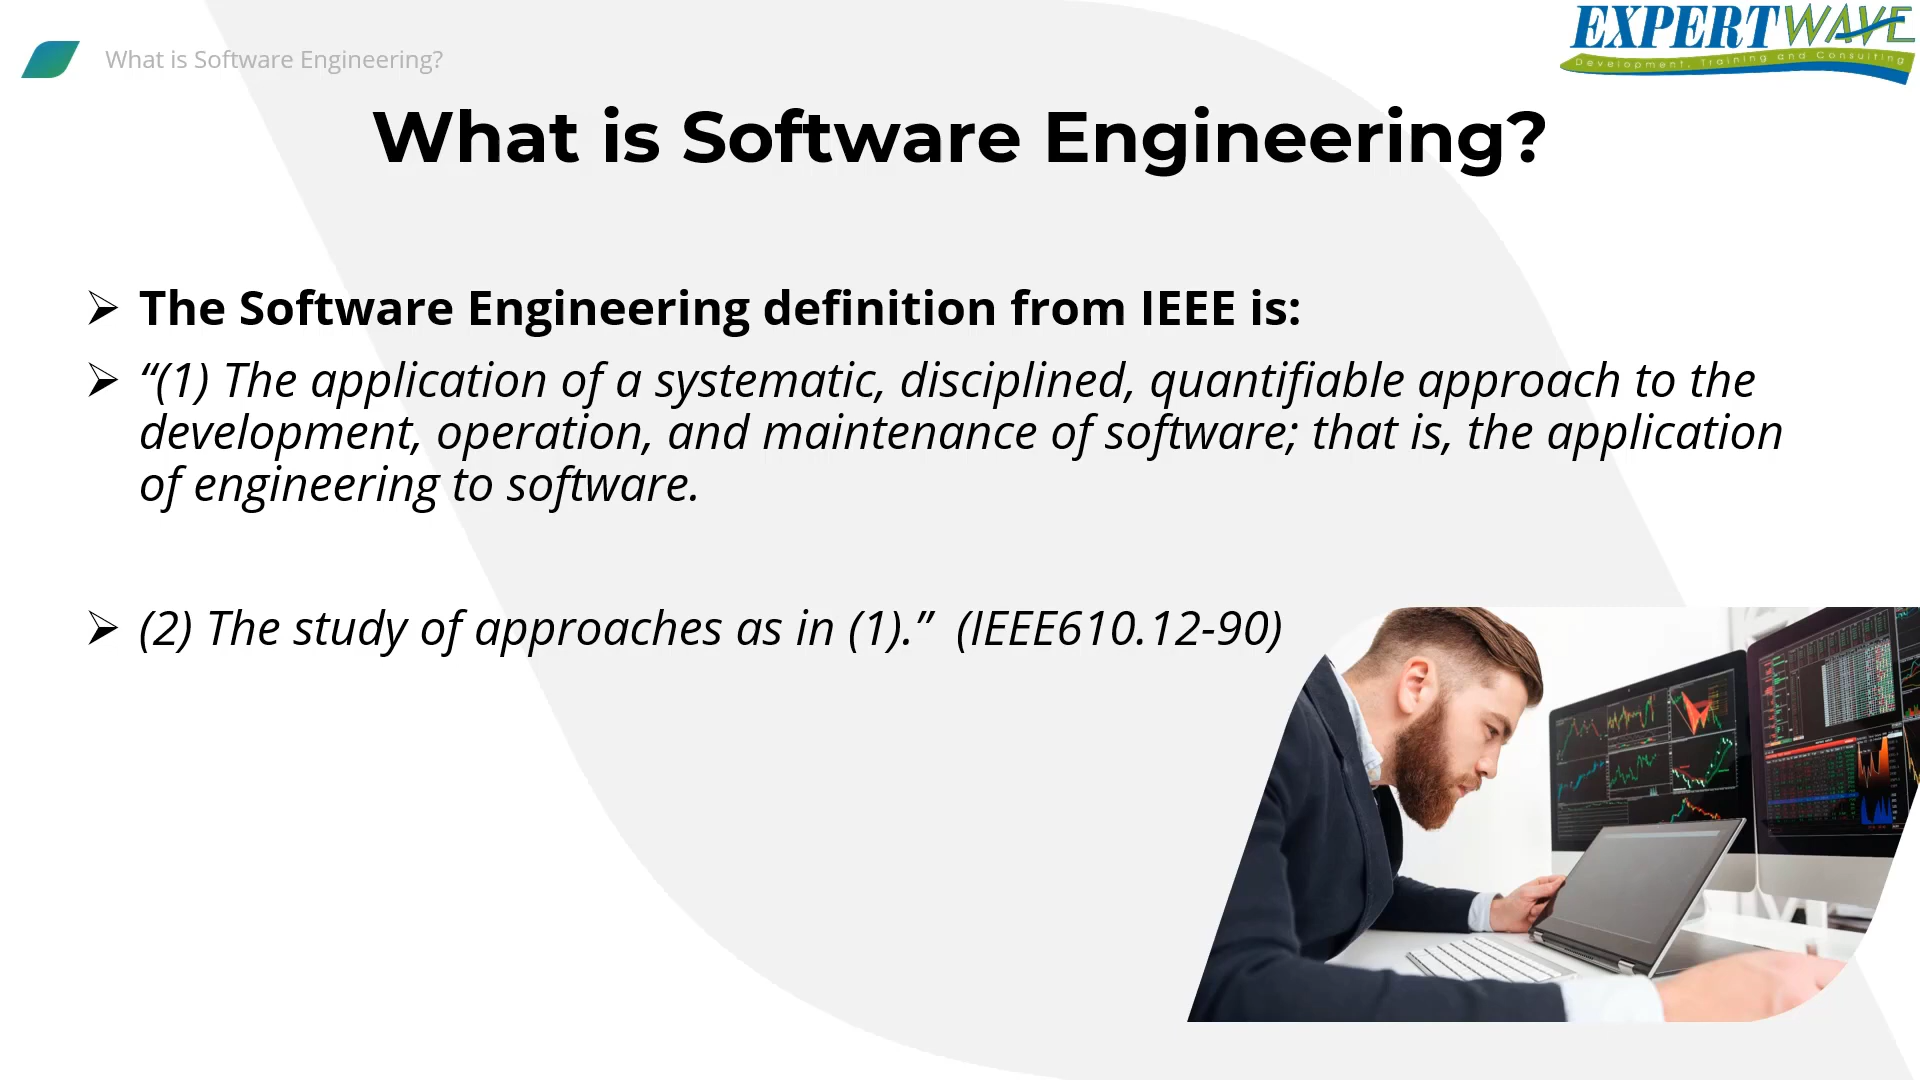 What is Software Engineering?
EXPERTWAVE
Development, Training and Consulting
What is Software Engineering?
➢ The Software Engineering definition from IEEE is:
➢ “(1) The application of a systematic, disciplined, quantifiable approach to the
development, operation, and maintenance of software; that is, the application
of engineering to software.
➢ (2) The study of approaches as in (1).” (IEEE610.12-90)